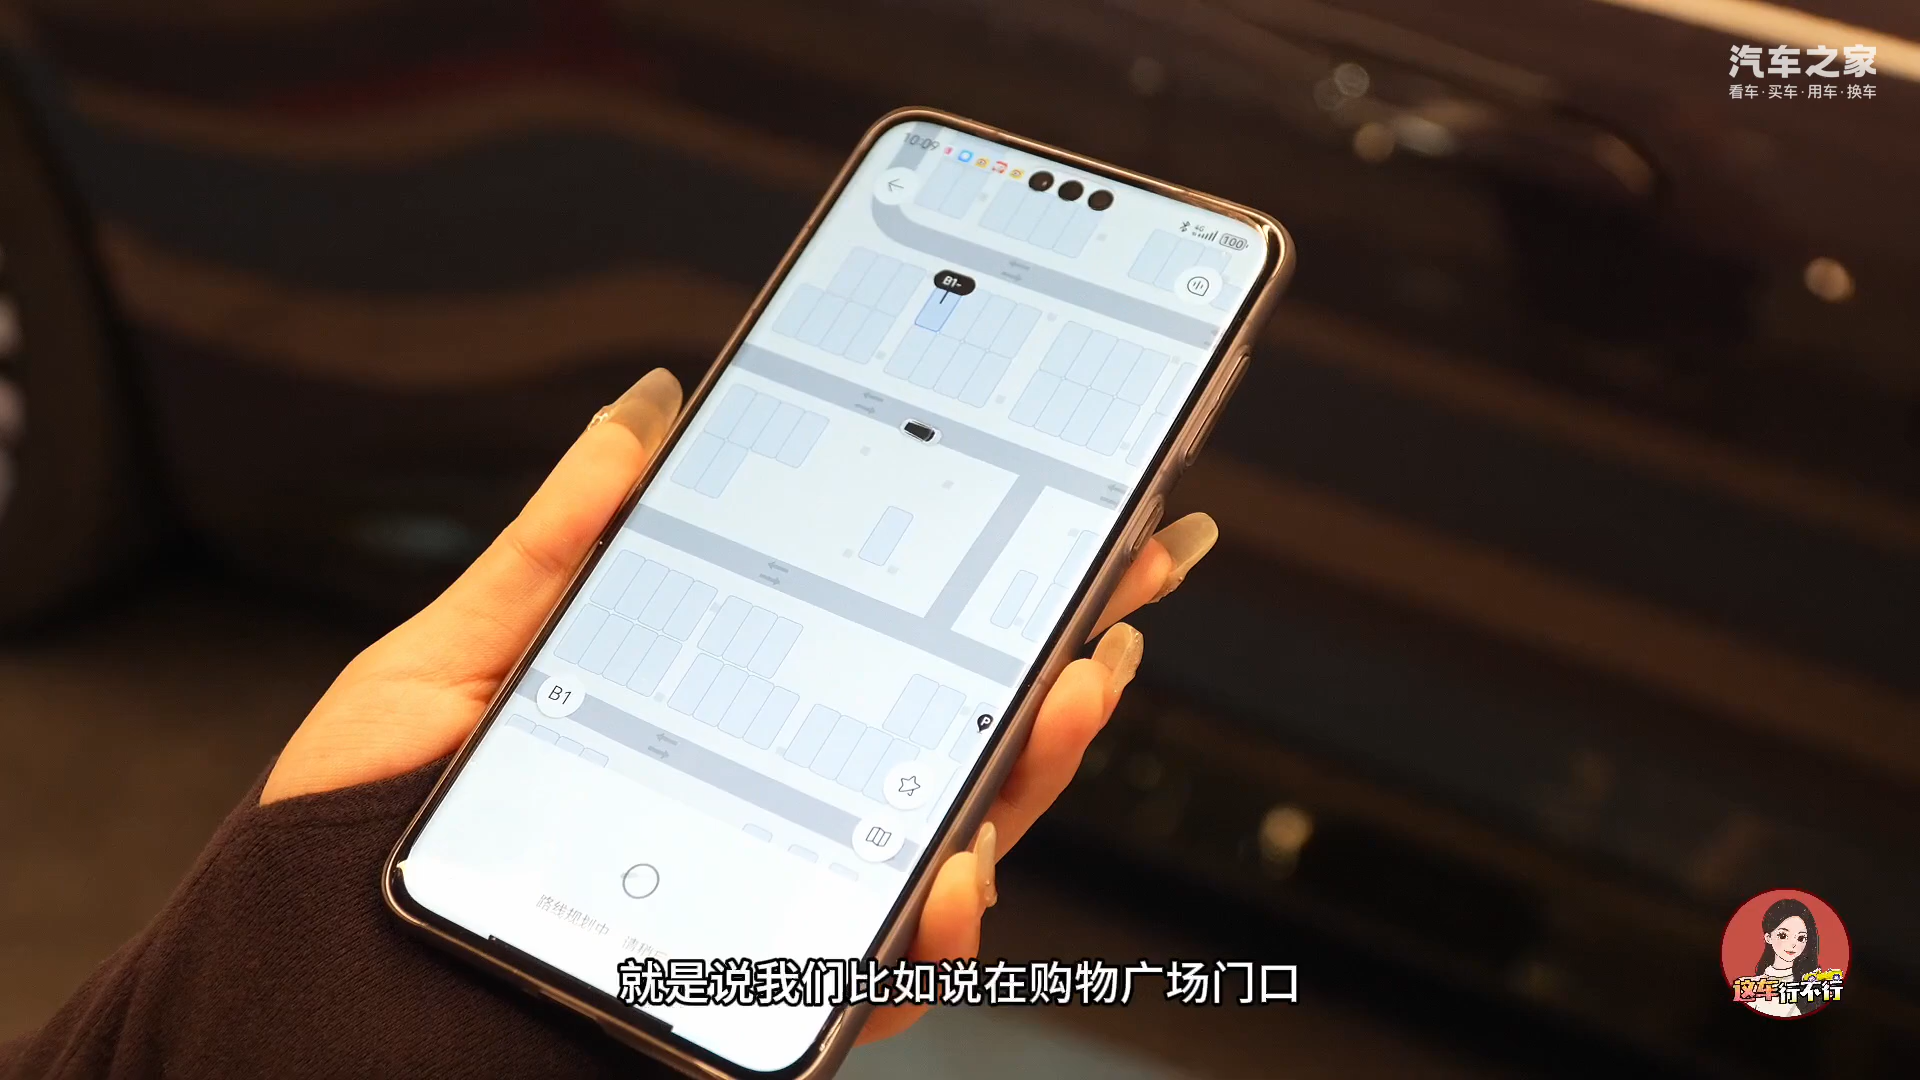 汽车之家
看车·买车·用车·换车
10:09
4G
100
B1-
B1
P
路线规划中
就是说我们比如说在购物广场门口
这车行不行